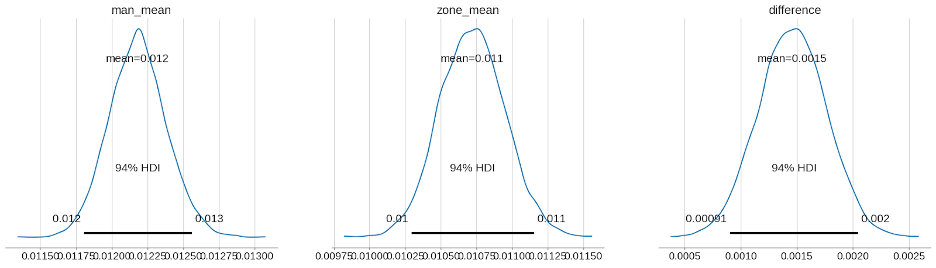 man_mean
mean=0.012
94% HDI
0.012 0.013
0.01150 0.01175 0.01200 0.01225 0.01250 0.01275 0.01300
zone_mean
mean=0.011
94% HDI
0.01 0.011
0.00975 0.01000 0.01025 0.01050 0.01075 0.01100 0.01125 0.01150
difference
mean=0.0015
94% HDI
0.00091 0.002
0.0005 0.0010 0.0015 0.0020 0.0025